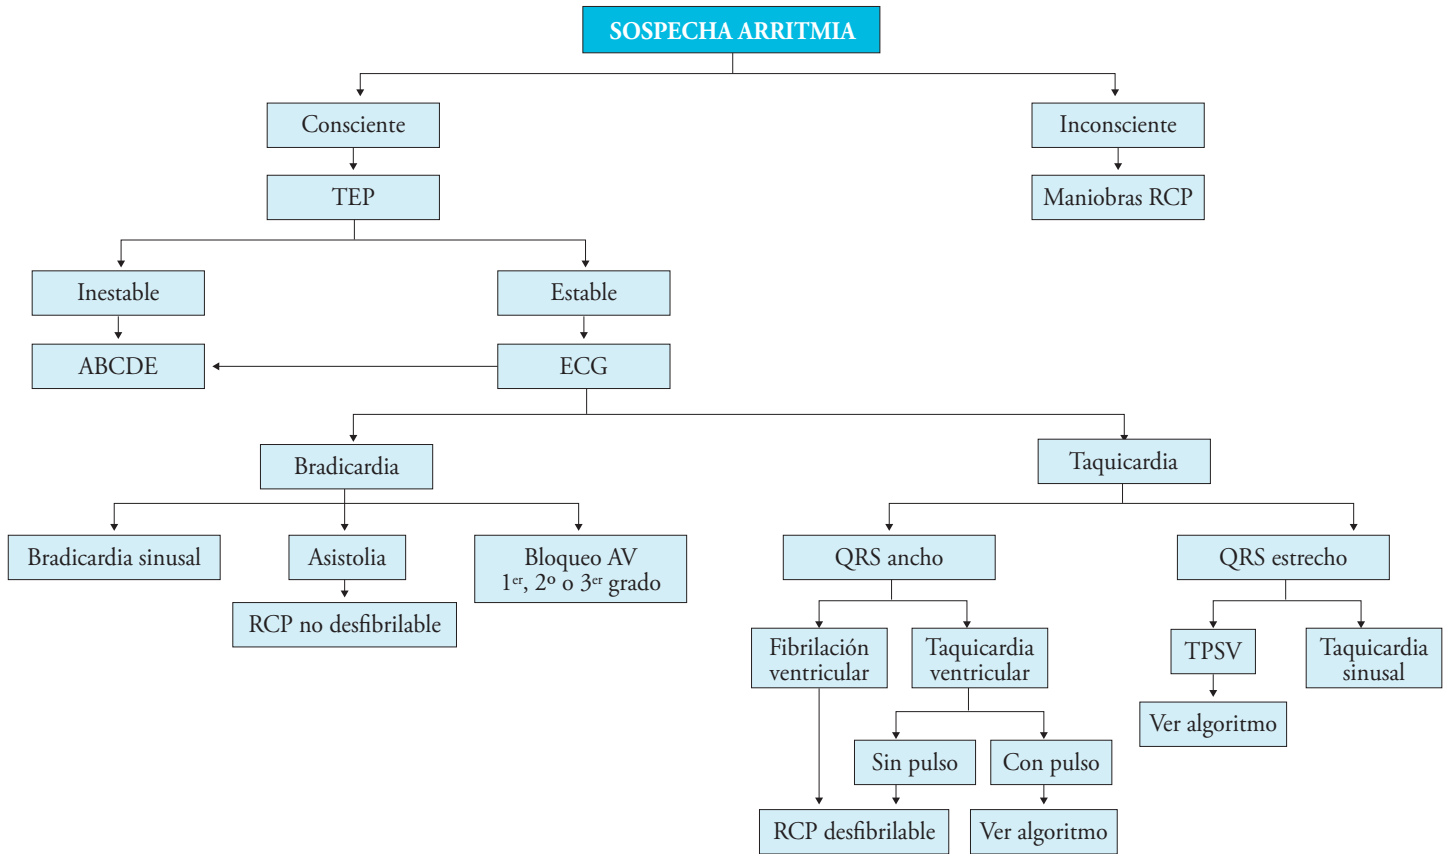 SOSPECHA ARRITMIA
Consciente
Inconsciente
TEP
Maniobras RCP
Inestable
Estable
ABCDE
ECG
Bradicardia
Taquicardia
Bradicardia sinusal
Asistolia
Bloqueo AV
1er, 2º o 3er grado
QRS ancho
QRS estrecho
RCP no desfibrilable
Fibrilación
ventricular
Taquicardia
ventricular
TPSV
Taquicardia
sinusal
Ver algoritmo
Sin pulso
Con pulso
RCP desfibrilable
Ver algoritmo